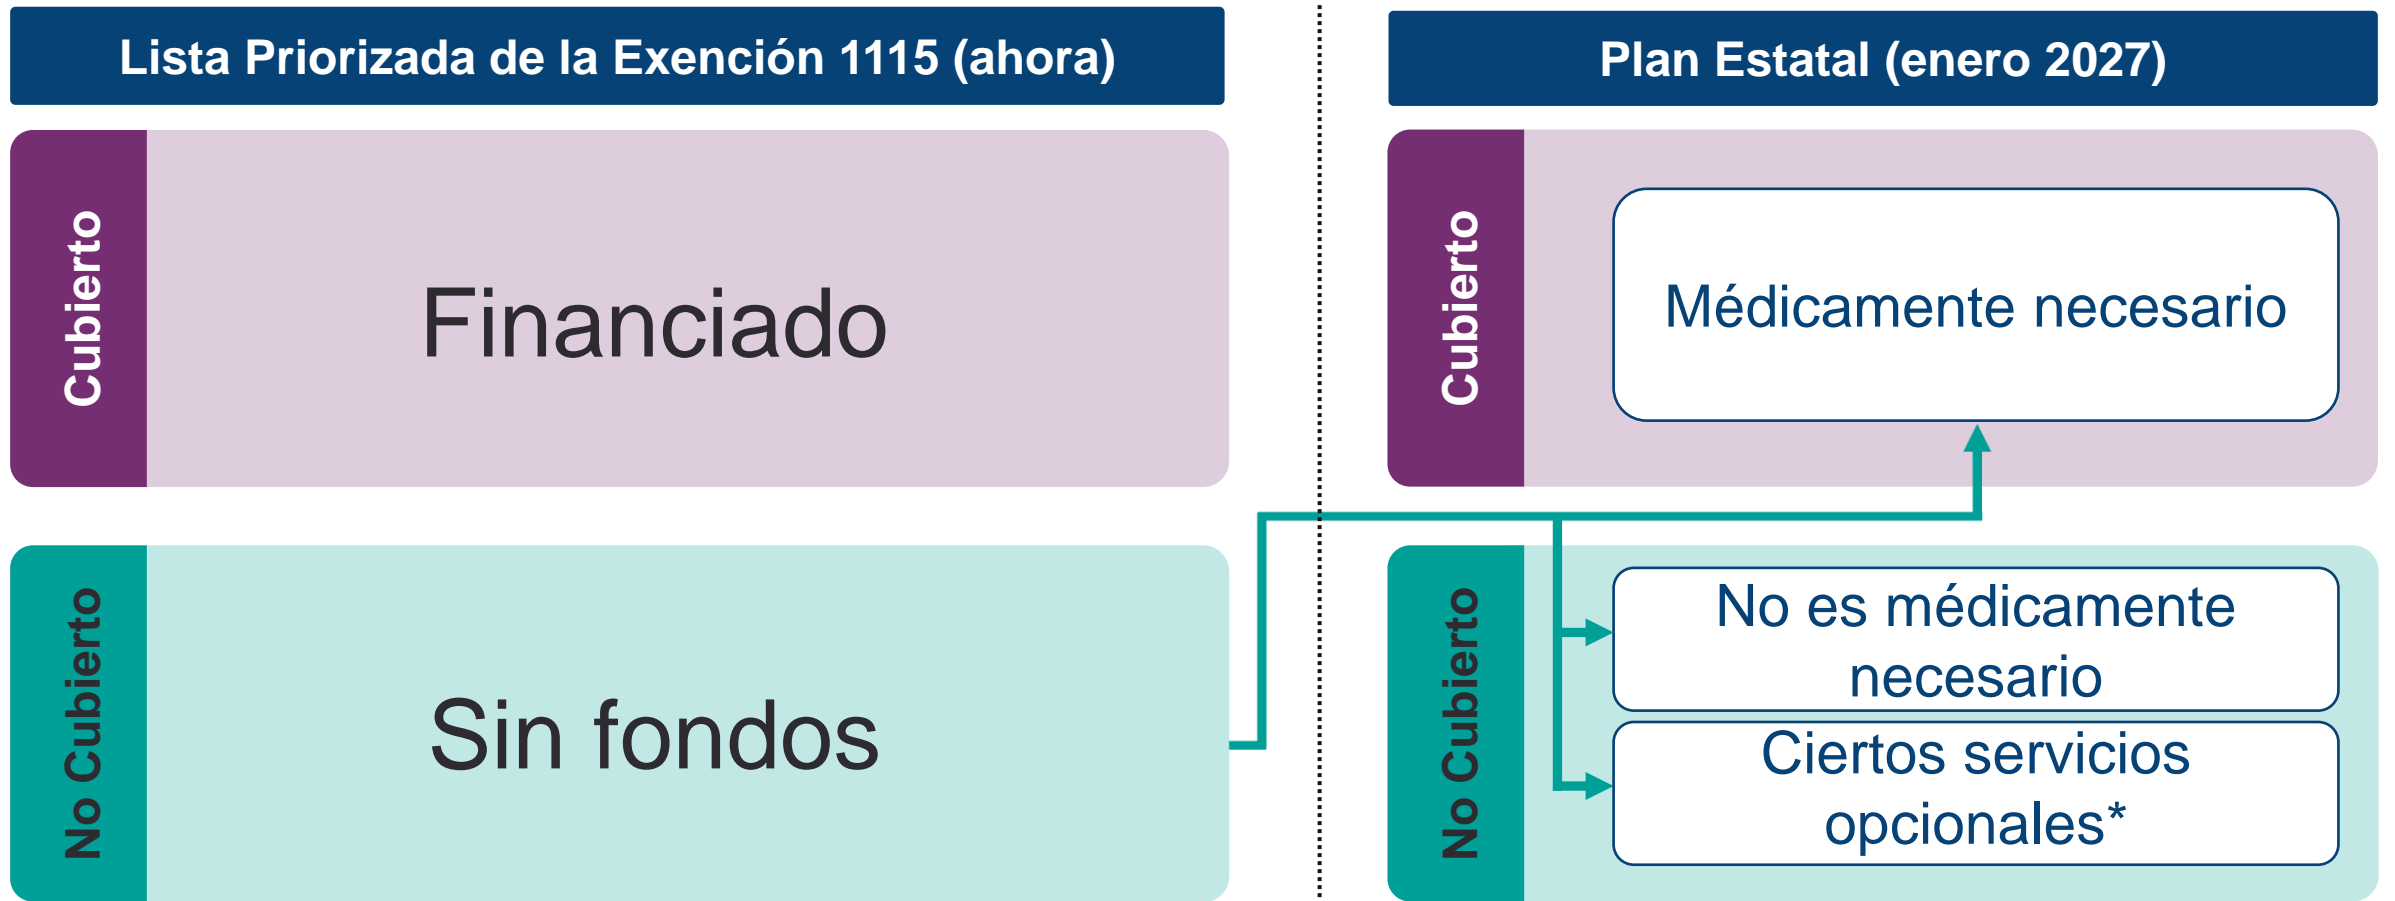 Lista Priorizada de la Exención 1115 (ahora)
Cubierto
Financiado
No Cubierto
Sin fondos
Plan Estatal (enero 2027)
Cubierto
Médicamente necesario
No Cubierto
No es médicamente
necesario
Ciertos servicios
opcionales*